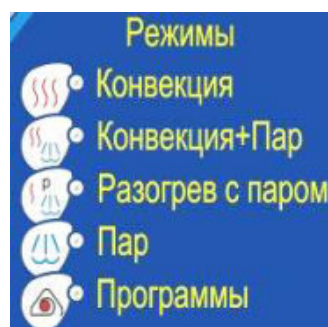 Режимы
Конвекция
Конвекция+Пар
Р
Разогрев с паром
Пар
Программы